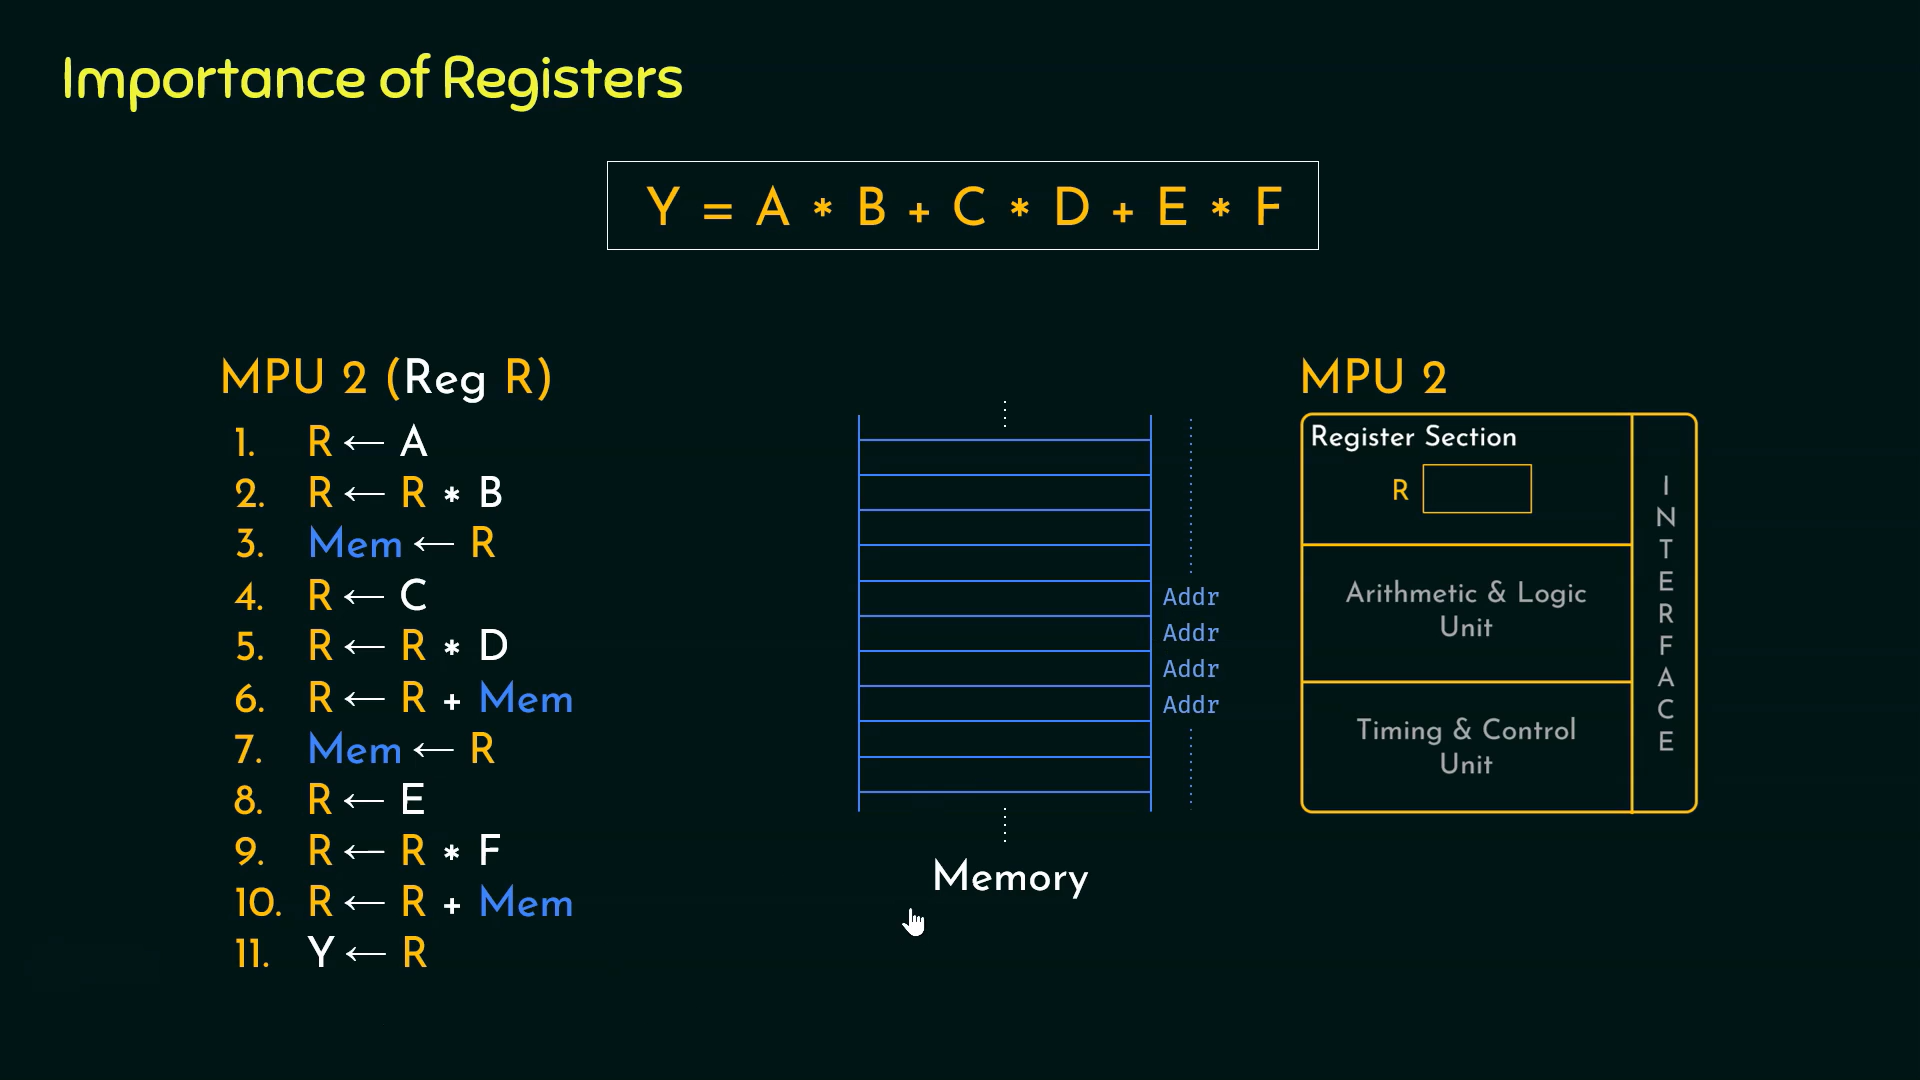 Importance of Registers
Y = A * B + C * D + E * F
MPU 2 (Reg R)
1. R ← A
2. R ← R * B
3. Mem ← R
4. R ← C
5. R ← R * D
6. R ← R + Mem
7. Mem ← R
8. R ← E
9. R ← R * F
10. R ← R + Mem
11. Y ← R
Addr
Addr
Addr
Addr
Memory
MPU 2
Register Section
R
Arithmetic & Logic
Unit
Timing & Control
Unit
INTERFACE